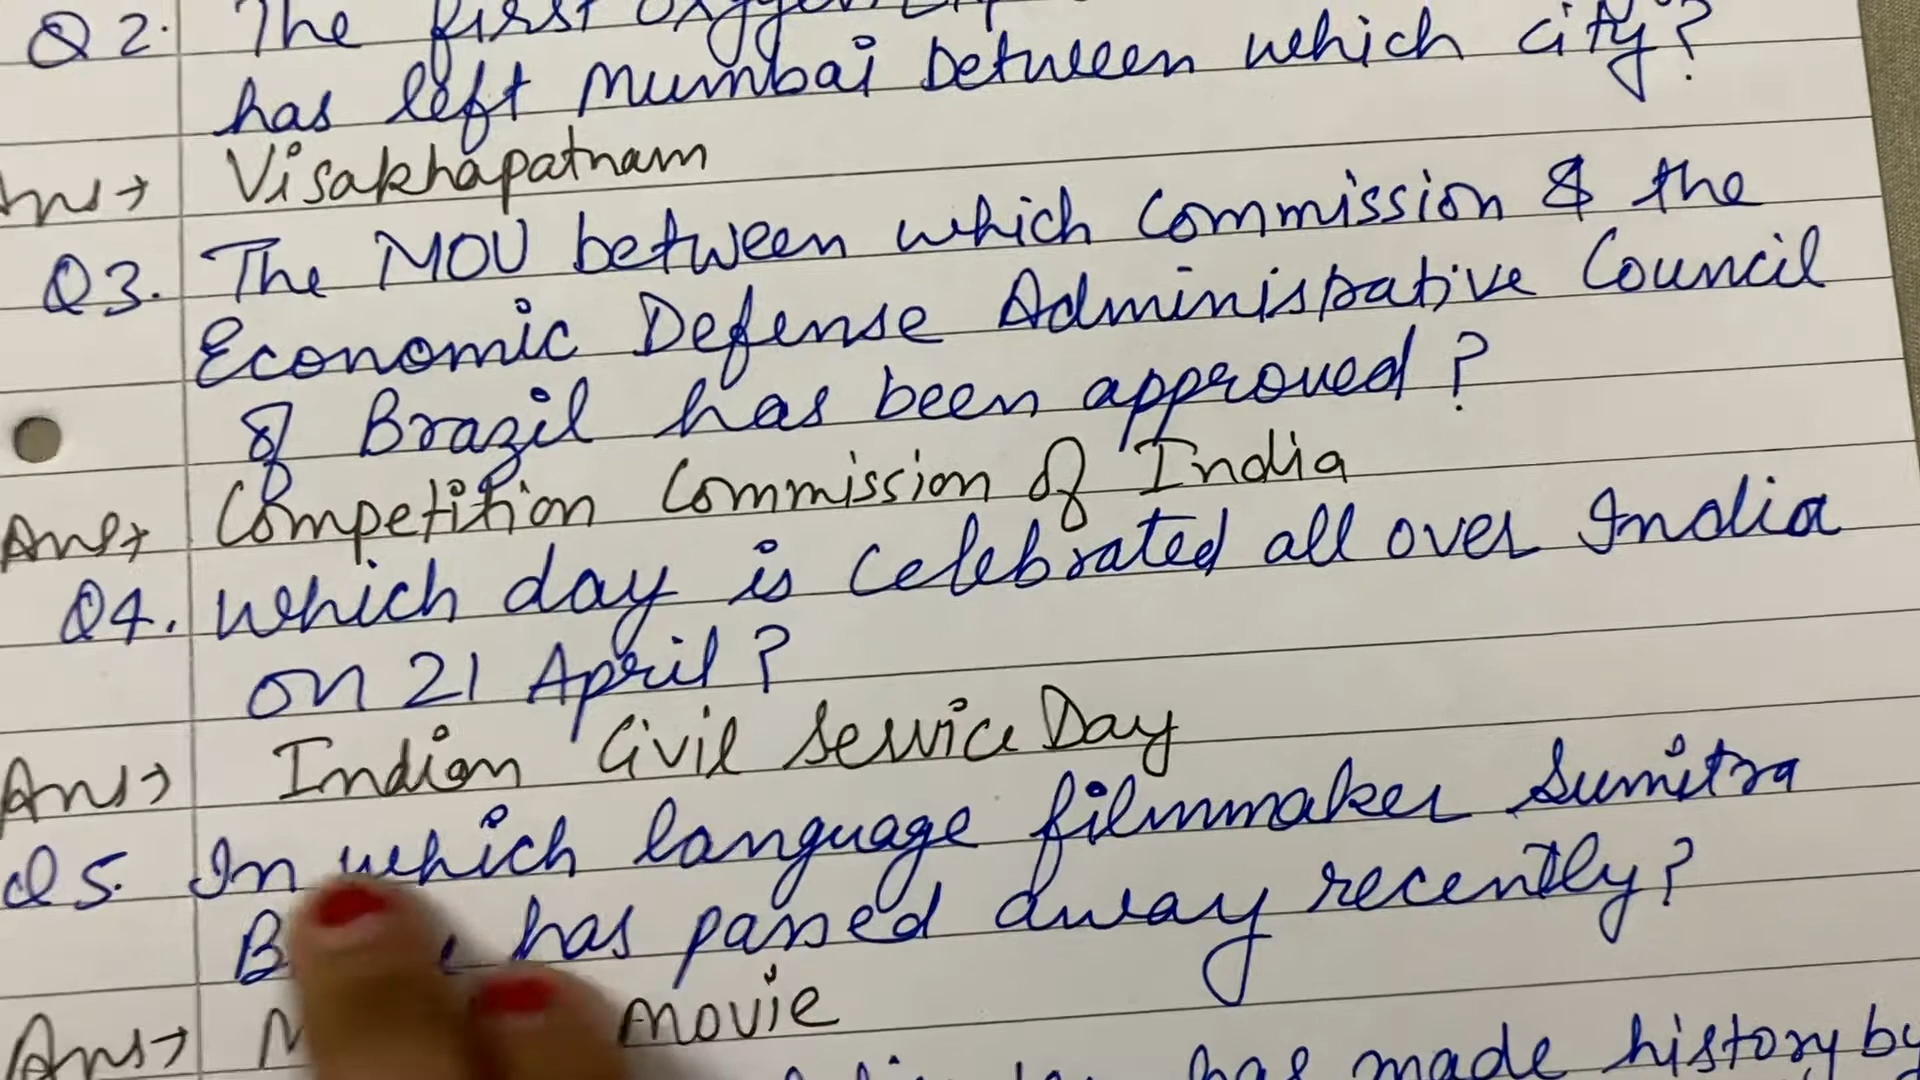 Q2. The first oxygen
has left Mumbai between which city?
Ans→ Visakhapatnam
Q3. The MOU between which Commission & the
Economic Defense Administrative Council
of Brazil has been approved?
Ans→ Competition Commission of India
Q4. Which day is celebrated all over India
on 21 April?
Ans→ Indian Civil Service Day
Q5. In which language filmmaker Sumitra
has passed away recently?
Ans→ movie
has made history by